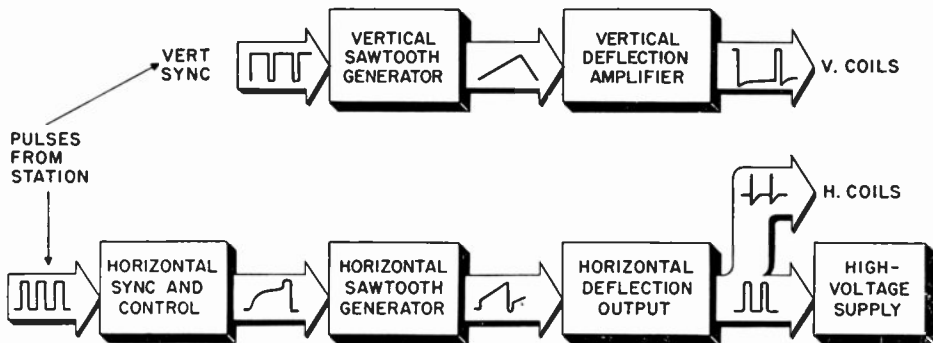 VERT
SYNC
VERTICAL
SAWTOOTH
GENERATOR
VERTICAL
DEFLECTION
AMPLIFIER
V. COILS
PULSES
FROM
STATION
H. COILS
HORIZONTAL
SYNC AND
CONTROL
HORIZONTAL
SAWTOOTH
GENERATOR
HORIZONTAL
DEFLECTION
OUTPUT
HIGH-
VOLTAGE
SUPPLY